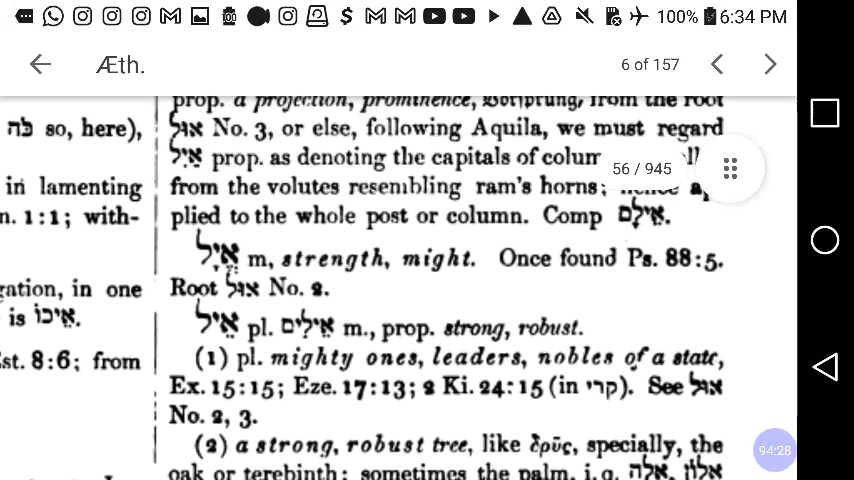 100% 6:34 PM
Æth.
6 of 157
56 / 945
כֹּה so, here),
in lamenting
1:1; with-
in one
is אֵיכוֹ.
Est. 8:6; from
prop. a projection, prominence, Vorsprung, from the root
אוּל No. 3, or else, following Aquila, we must regard
אַיִל prop. as denoting the capitals of
from the volutes resembling ram's horns; hence
plied to the whole post or column. Comp אֵילָם.
אֱיָל m, strength, might. Once found Ps. 88:5.
Root אוּל No. 2.
אַיִל pl. אֵילִים m., prop. strong, robust.
(1) pl. mighty ones, leaders, nobles of a state,
Ex. 15:15; Eze. 17:13; 2 Ki. 24:15 (in קרי). See אוּל
No. 2, 3.
(2) a strong, robust tree, like δρῦς, specially, the
oak or terebinth; sometimes the palm, i.q. אֵלָה, אֵלוֹן
94:28